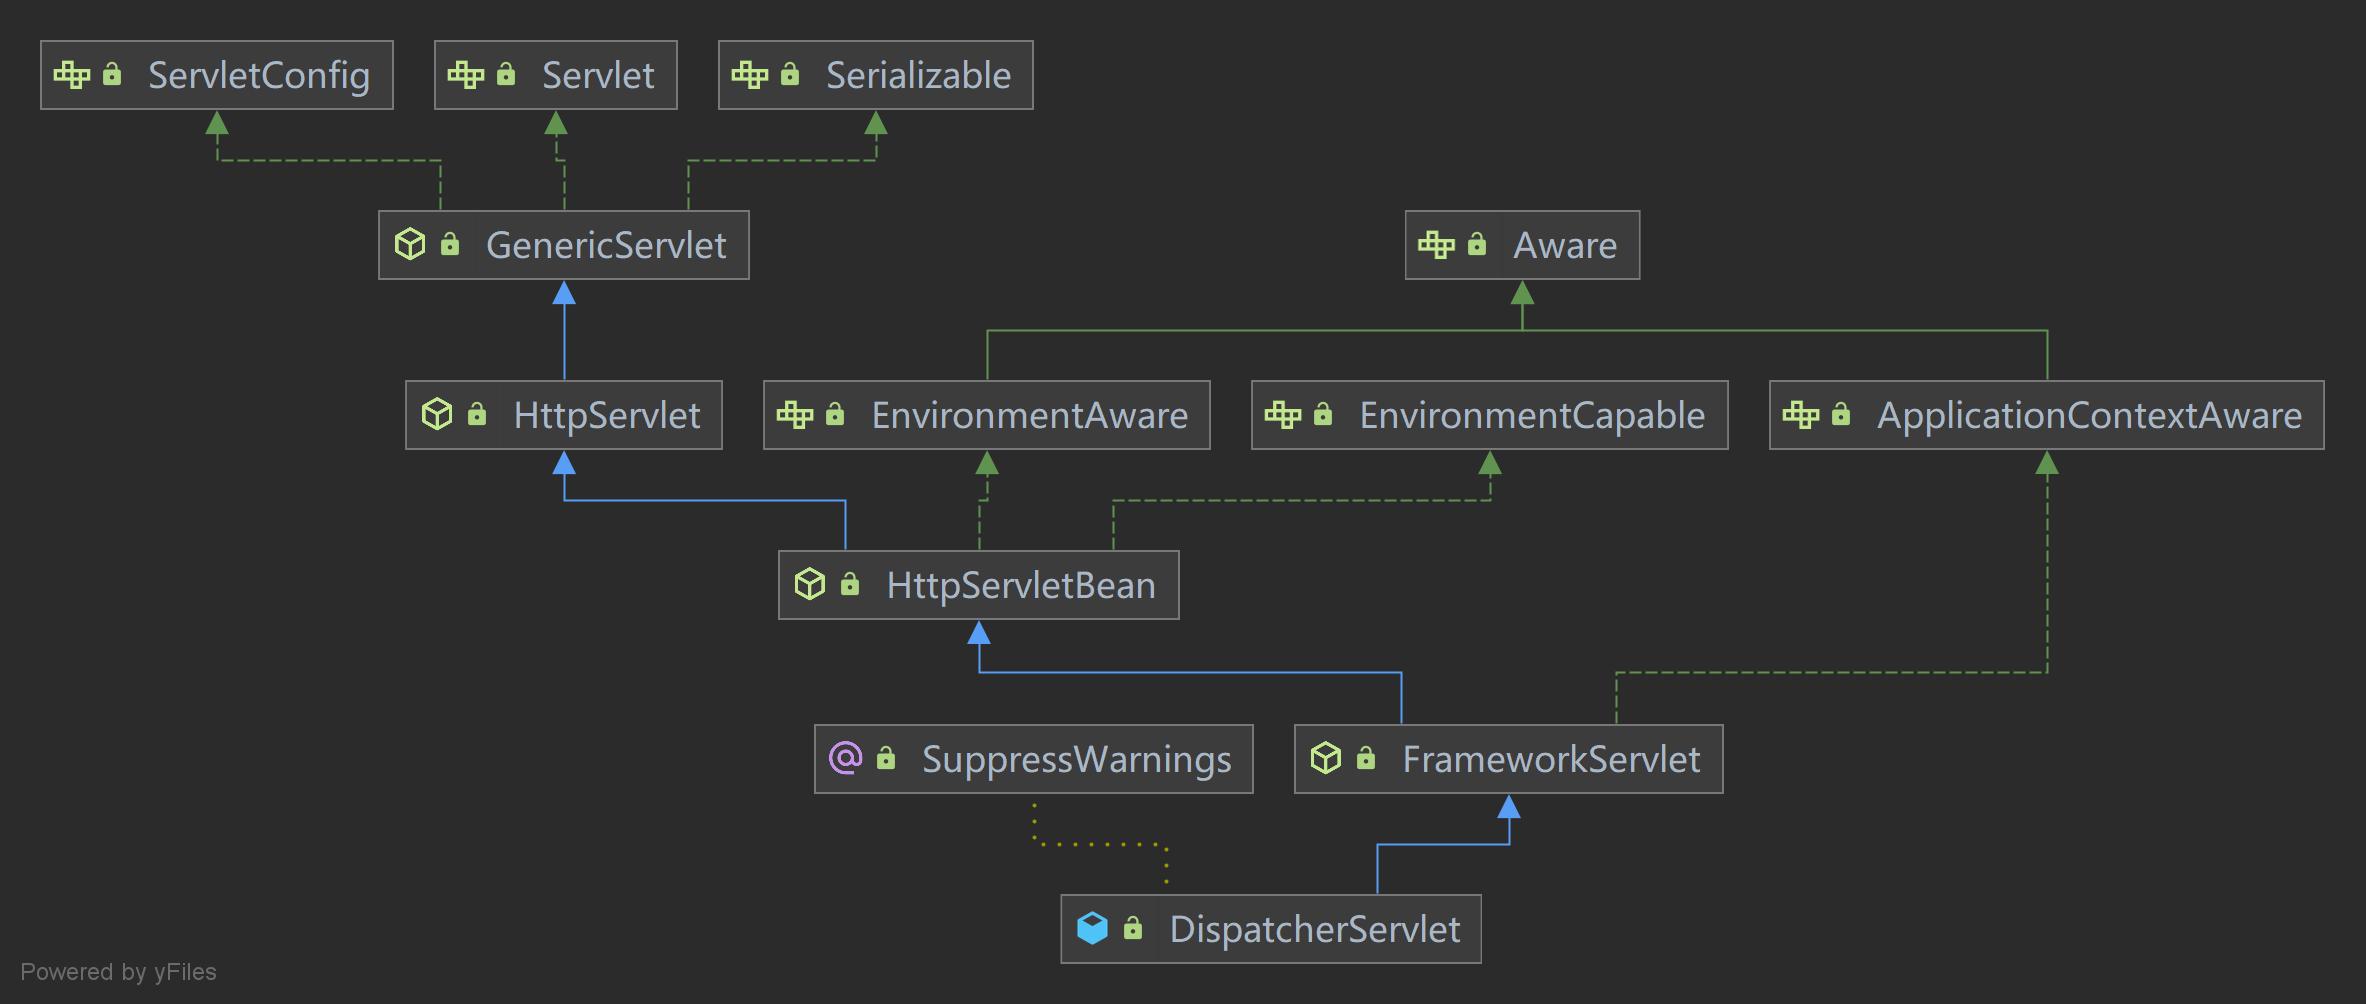 ServletConfig
Servlet
Serializable
GenericServlet
Aware
HttpServlet
EnvironmentAware
EnvironmentCapable
ApplicationContextAware
HttpServletBean
SuppressWarnings
FrameworkServlet
DispatcherServlet
Powered by yFiles